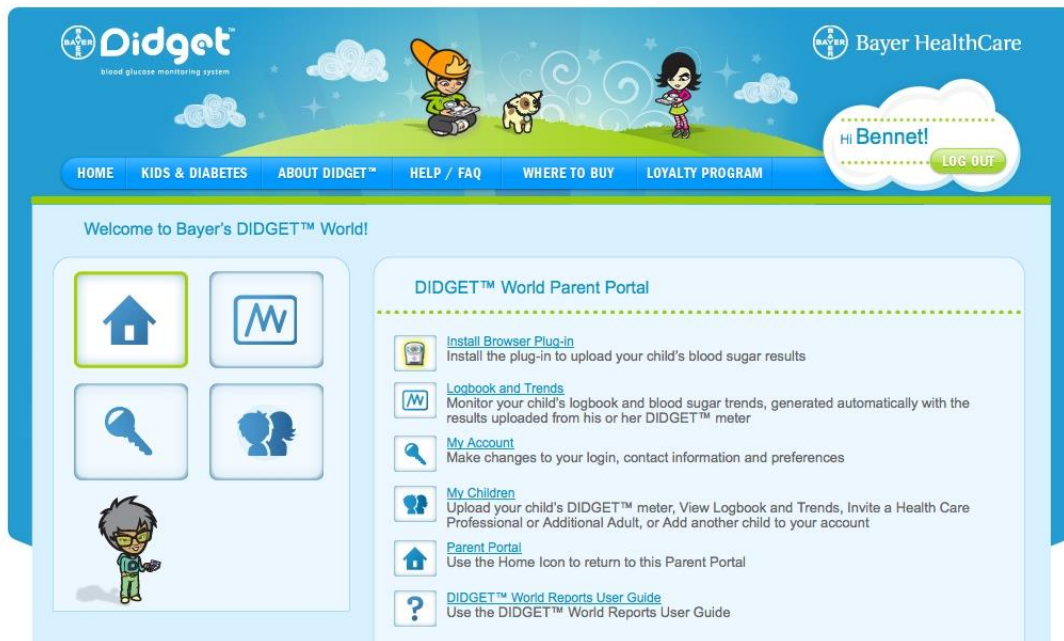 BAYER Didget™
blood glucose monitoring system
BAYER Bayer HealthCare
Hi Bennet!
LOG OUT
HOME KIDS & DIABETES ABOUT DIDGET™ HELP / FAQ WHERE TO BUY LOYALTY PROGRAM
Welcome to Bayer's DIDGET™ World!
DIDGET™ World Parent Portal
Install Browser Plug-in
Install the plug-in to upload your child's blood sugar results
Logbook and Trends
Monitor your child's logbook and blood sugar trends, generated automatically with the
results uploaded from his or her DIDGET™ meter
My Account
Make changes to your login, contact information and preferences
My Children
Upload your child's DIDGET™ meter, View Logbook and Trends, Invite a Health Care
Professional or Additional Adult, or Add another child to your account
Parent Portal
Use the Home Icon to return to this Parent Portal
?
DIDGET™ World Reports User Guide
Use the DIDGET™ World Reports User Guide